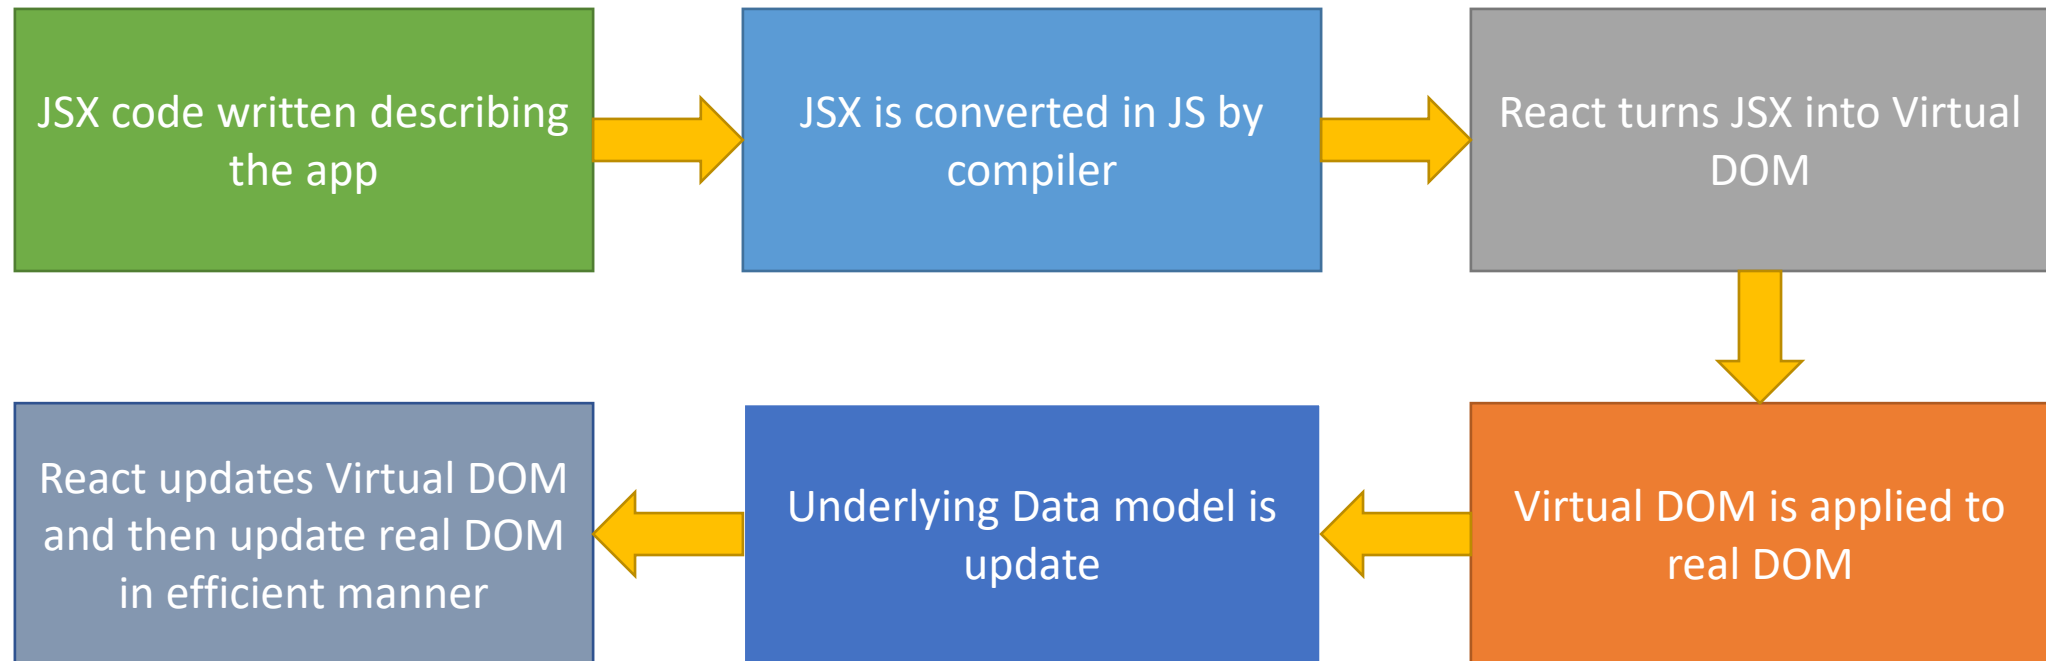 JSX code written describing
the app
JSX is converted in JS by
compiler
React turns JSX into Virtual
DOM
Virtual DOM is applied to
real DOM
Underlying Data model is
update
React updates Virtual DOM
and then update real DOM
in efficient manner